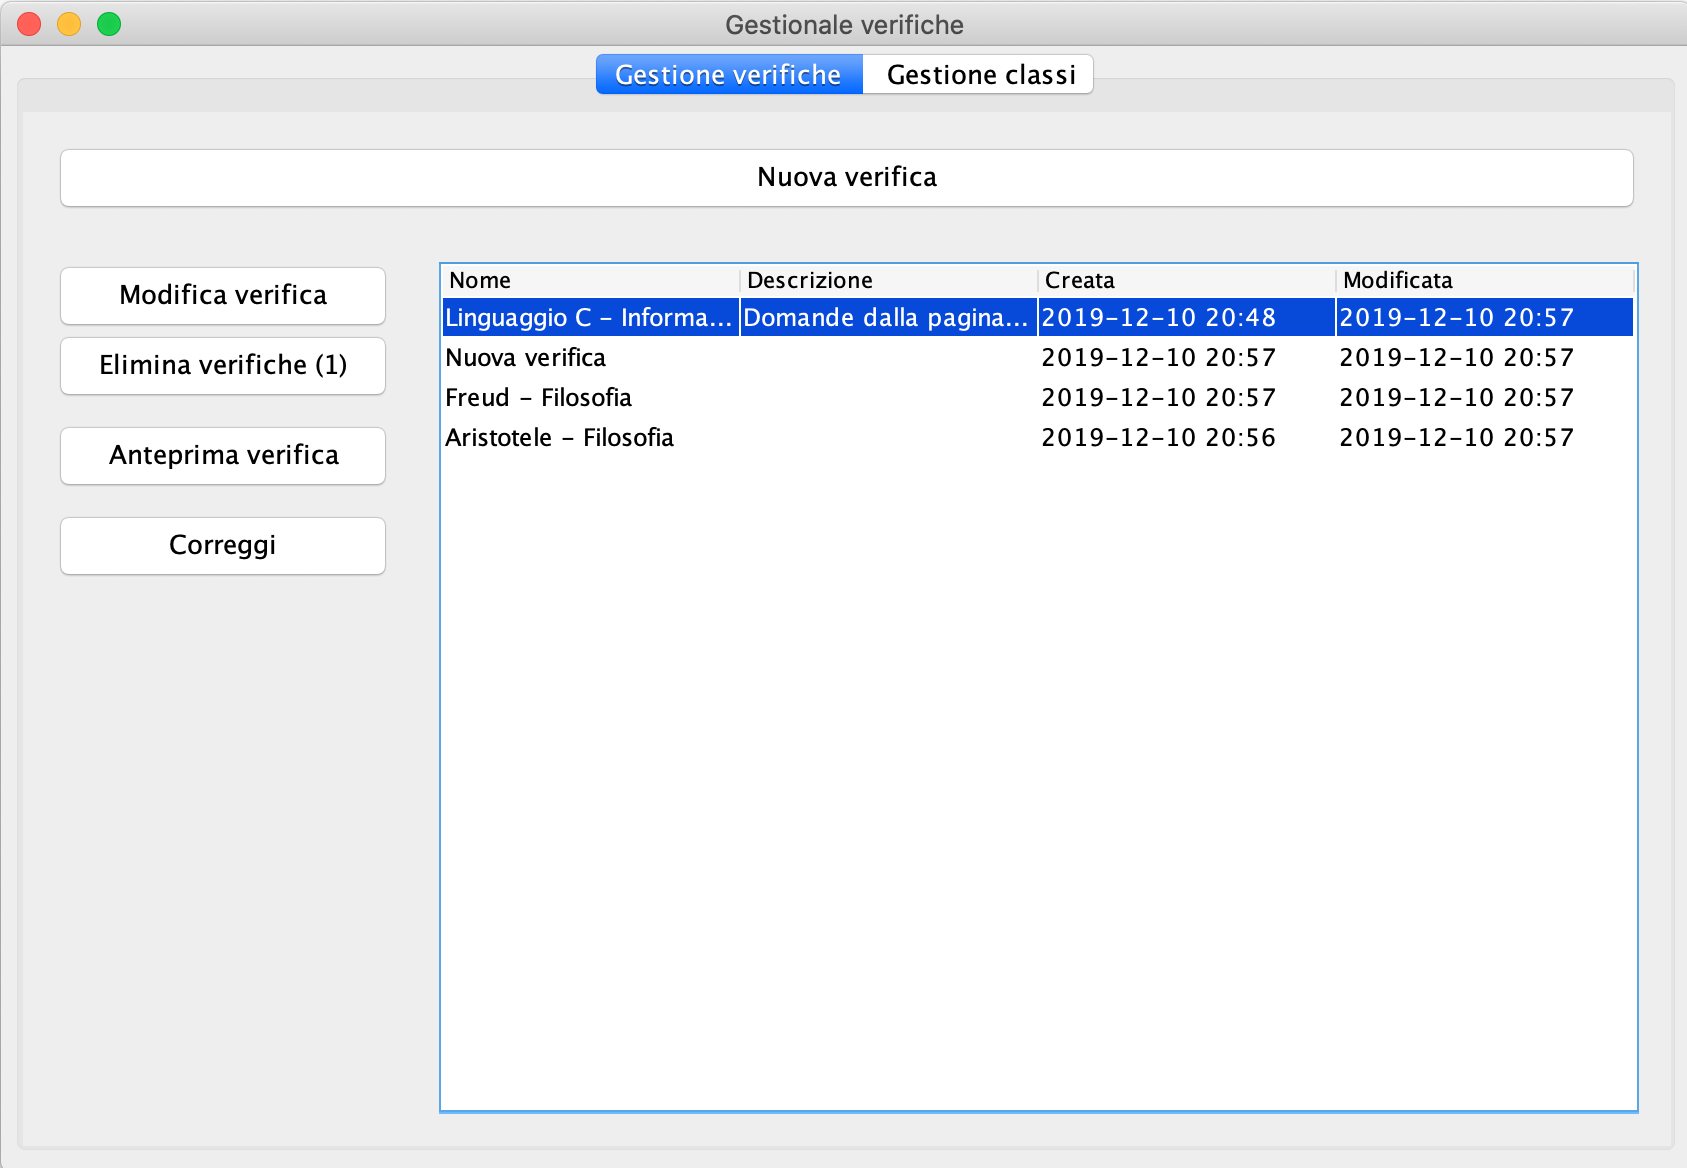 Gestionale verifiche
Gestione verifiche Gestione classi
Nuova verifica
Modifica verifica
Elimina verifiche (1)
Anteprima verifica
Correggi
Nome Descrizione Creata Modificata
Linguaggio C - Informa... Domande dalla pagina... 2019-12-10 20:48 2019-12-10 20:57
Nuova verifica 2019-12-10 20:57 2019-12-10 20:57
Freud - Filosofia 2019-12-10 20:57 2019-12-10 20:57
Aristotele - Filosofia 2019-12-10 20:56 2019-12-10 20:57